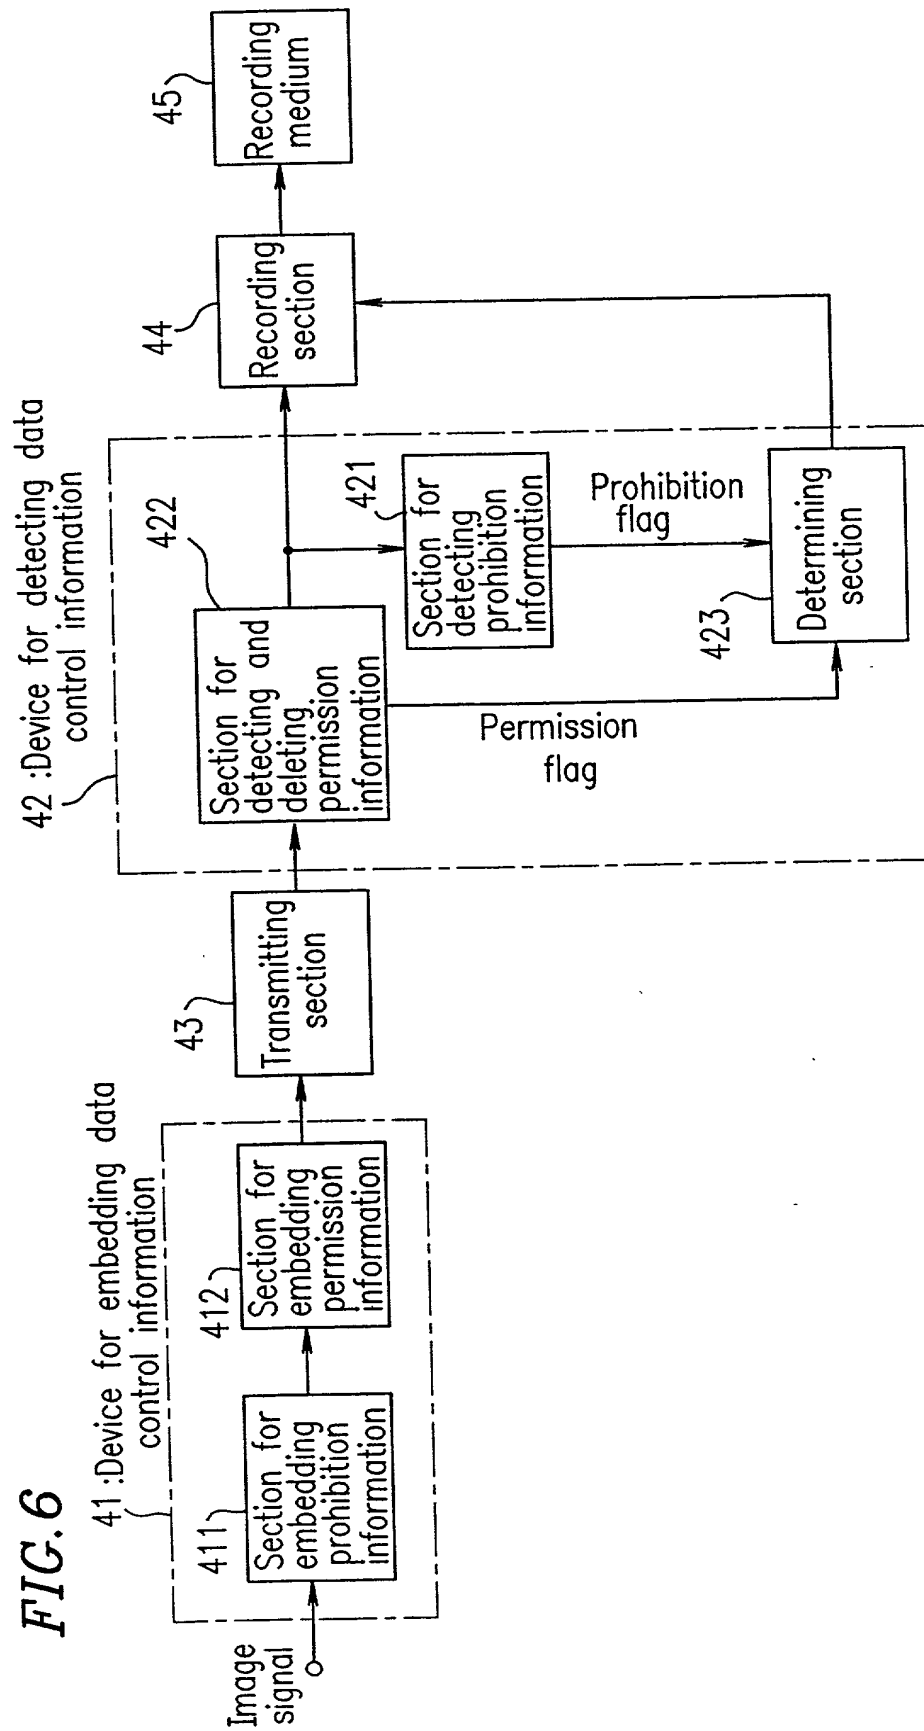 FIG.6
41 :Device for embedding data
control information
42 :Device for detecting data
control information
Image
signal
411
Section for
embedding
prohibition
information
412
Section for
embedding
permission
information
43
Transmitting
section
422
Section for
detecting and
deleting
permission
information
421
Section for
detecting
prohibition
information
Permission
flag
Prohibition
flag
423
Determining
section
44
Recording
section
45
Recording
medium